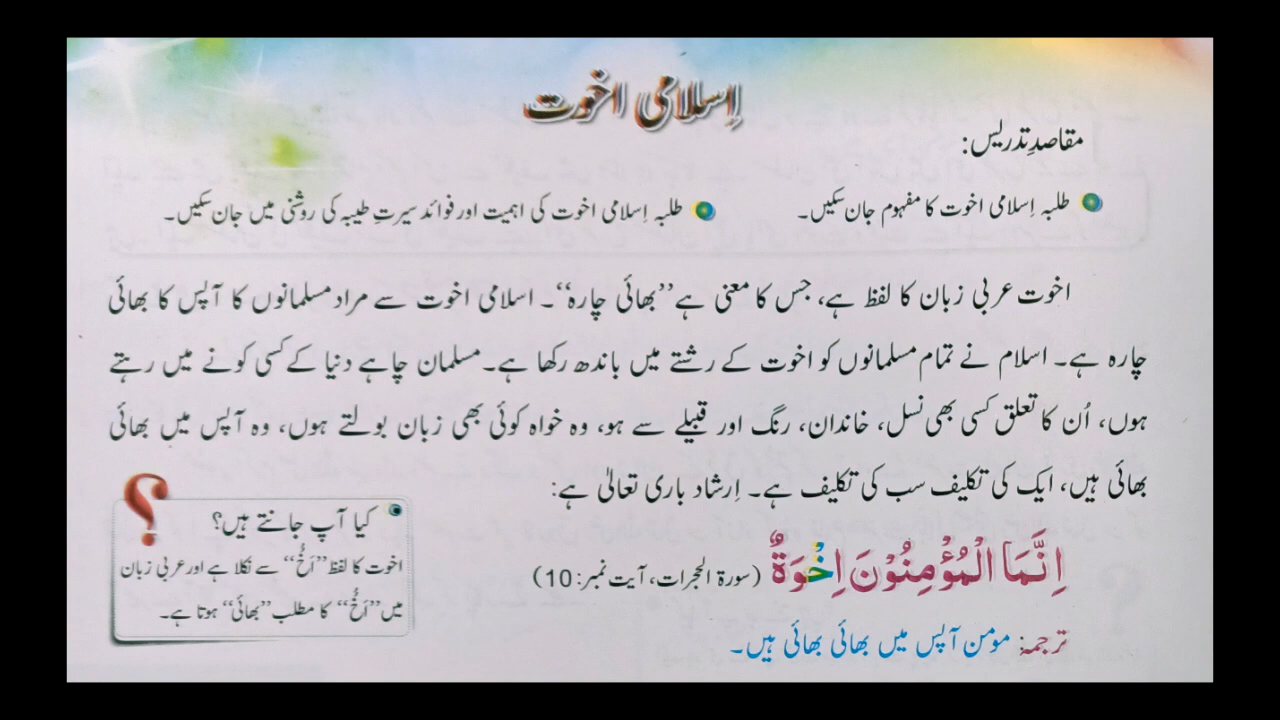 اِسلامی اخوت
مقاصدِ تدریس:
طلبہ اِسلامی اخوت کا مفہوم جان سکیں۔
طلبہ اِسلامی اخوت کی اہمیت اور فوائد سیرتِ طیبہ کی روشنی میں جان سکیں۔
اخوت عربی زبان کا لفظ ہے، جس کا معنی ہے ’’بھائی چارہ‘‘۔ اسلامی اخوت سے مراد مسلمانوں کا آپس کا بھائی
چارہ ہے۔ اسلام نے تمام مسلمانوں کو اخوت کے رشتے میں باندھ رکھا ہے۔ مسلمان چاہے دنیا کے کسی کونے میں رہتے
ہوں، اُن کا تعلق کسی بھی نسل، خاندان، رنگ اور قبیلے سے ہو، وہ خواہ کوئی بھی زبان بولتے ہوں، وہ آپس میں بھائی
بھائی ہیں، ایک کی تکلیف سب کی تکلیف ہے۔ اِرشاد باری تعالیٰ ہے:
اِنَّمَا الْمُؤْمِنُوْنَ اِخْوَةٌ (سورۃ الحجرات، آیت نمبر: 10)
ترجمہ: مومن آپس میں بھائی بھائی ہیں۔
؟
کیا آپ جانتے ہیں؟
اخوت کا لفظ ’’اَخٌ‘‘ سے نکلا ہے اور عربی زبان
میں ’’اَخٌ‘‘ کا مطلب ’’بھائی‘‘ ہوتا ہے۔